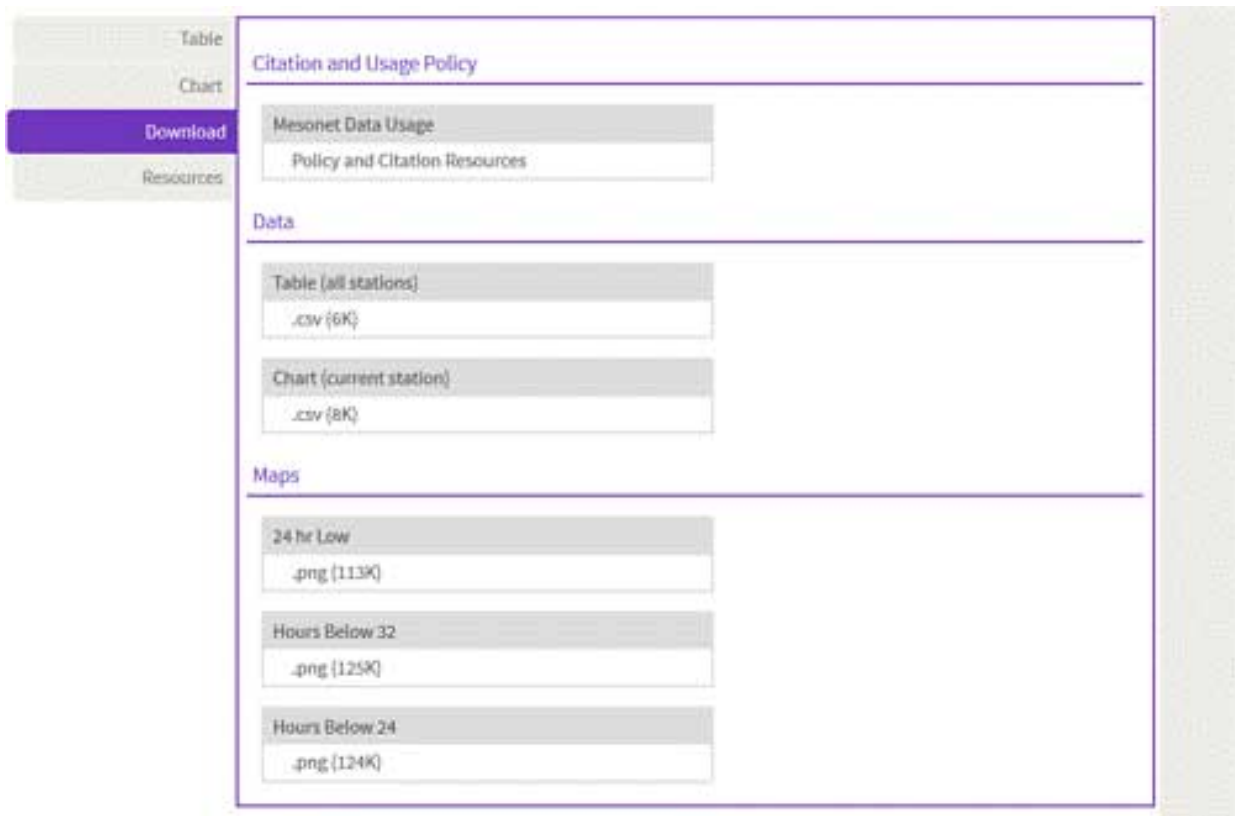 Table
Chart
Download
Resources
Citation and Usage Policy
Mesonet Data Usage
Policy and Citation Resources
Data
Table (all stations)
.csv (6K)
Chart (current station)
.csv (8K)
Maps
24 hr Low
.png (113K)
Hours Below 32
.png (125K)
Hours Below 24
.png (124K)